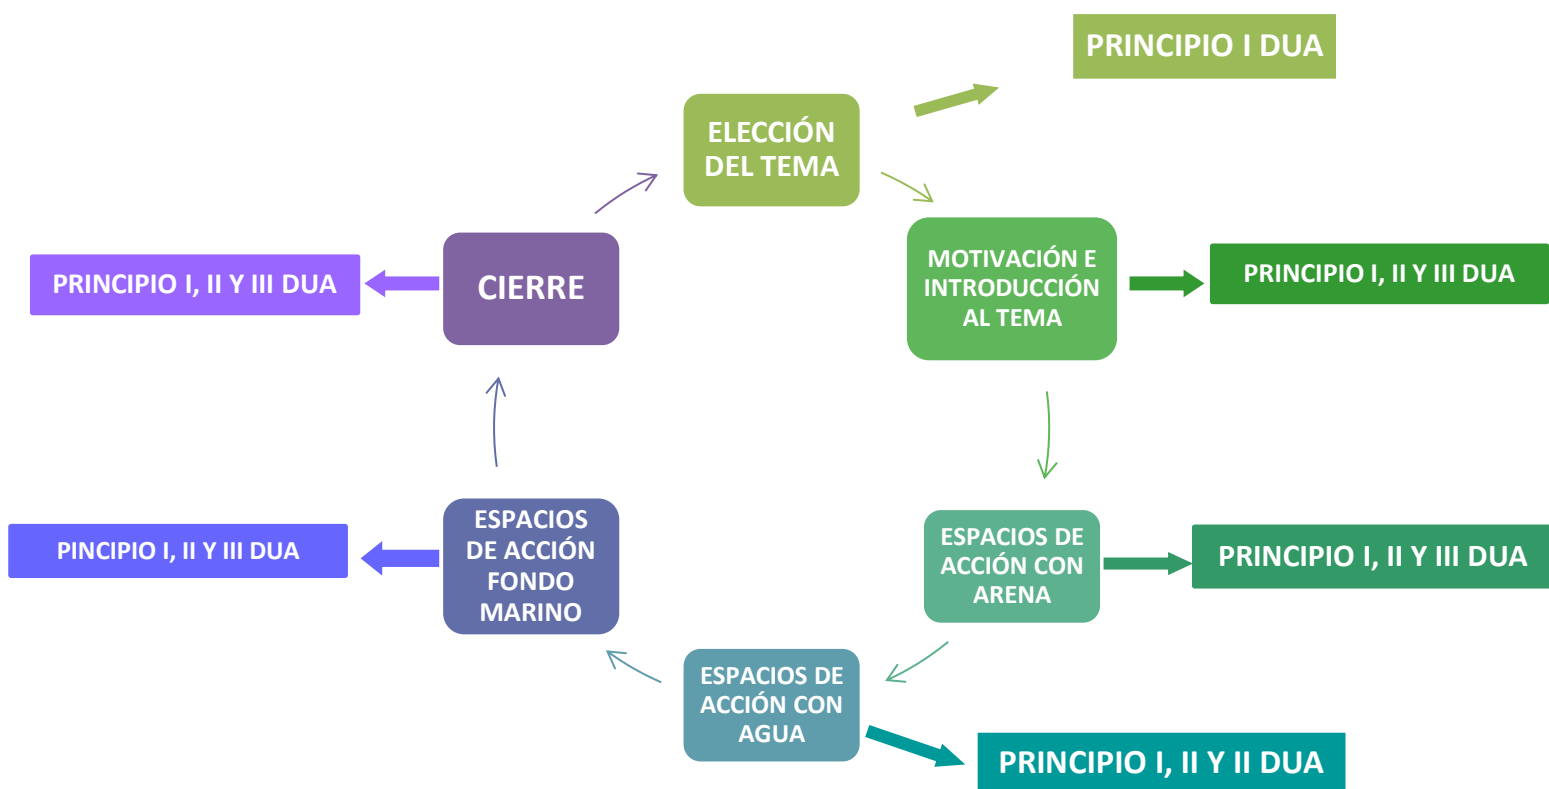 PRINCIPIO I DUA
ELECCIÓN
DEL TEMA
MOTIVACIÓN E
INTRODUCCIÓN
AL TEMA
PRINCIPIO I, II Y III DUA
ESPACIOS DE
ACCIÓN CON
ARENA
PRINCIPIO I, II Y III DUA
ESPACIOS DE
ACCIÓN CON
AGUA
PRINCIPIO I, II Y II DUA
ESPACIOS
DE ACCIÓN
FONDO
MARINO
PINCIPIO I, II Y III DUA
CIERRE
PRINCIPIO I, II Y III DUA